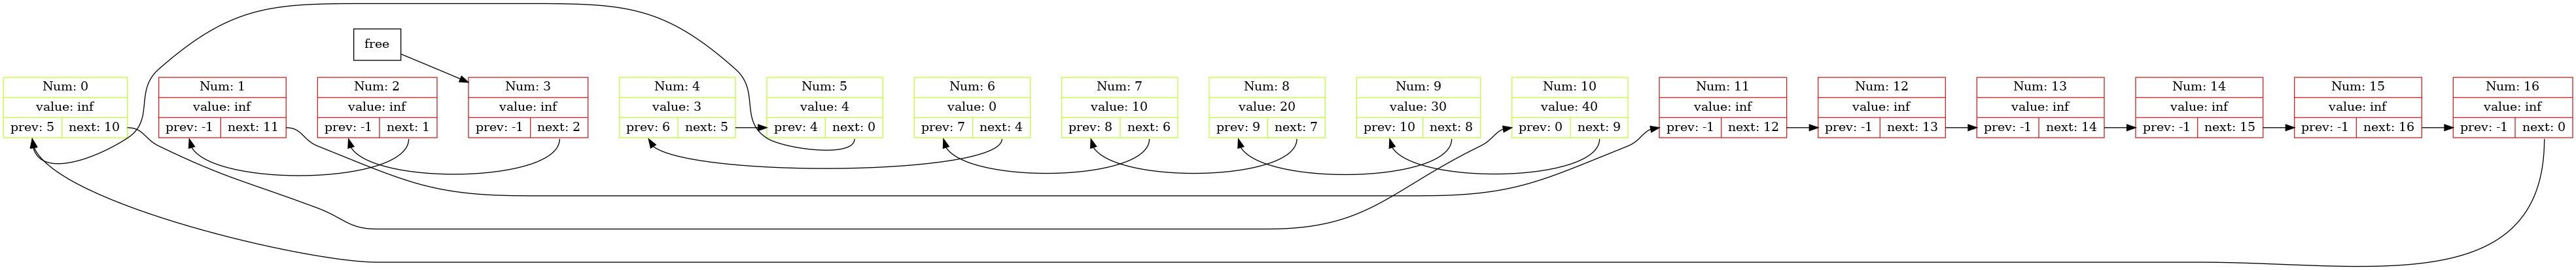 free
Num: 0
value: inf
prev: 5 next: 10
Num: 1
value: inf
prev: -1 next: 11
Num: 2
value: inf
prev: -1 next: 1
Num: 3
value: inf
prev: -1 next: 2
Num: 4
value: 3
prev: 6 next: 5
Num: 5
value: 4
prev: 4 next: 0
Num: 6
value: 0
prev: 7 next: 4
Num: 7
value: 10
prev: 8 next: 6
Num: 8
value: 20
prev: 9 next: 7
Num: 9
value: 30
prev: 10 next: 8
Num: 10
value: 40
prev: 0 next: 9
Num: 11
value: inf
prev: -1 next: 12
Num: 12
value: inf
prev: -1 next: 13
Num: 13
value: inf
prev: -1 next: 14
Num: 14
value: inf
prev: -1 next: 15
Num: 15
value: inf
prev: -1 next: 16
Num: 16
value: inf
prev: -1 next: 0